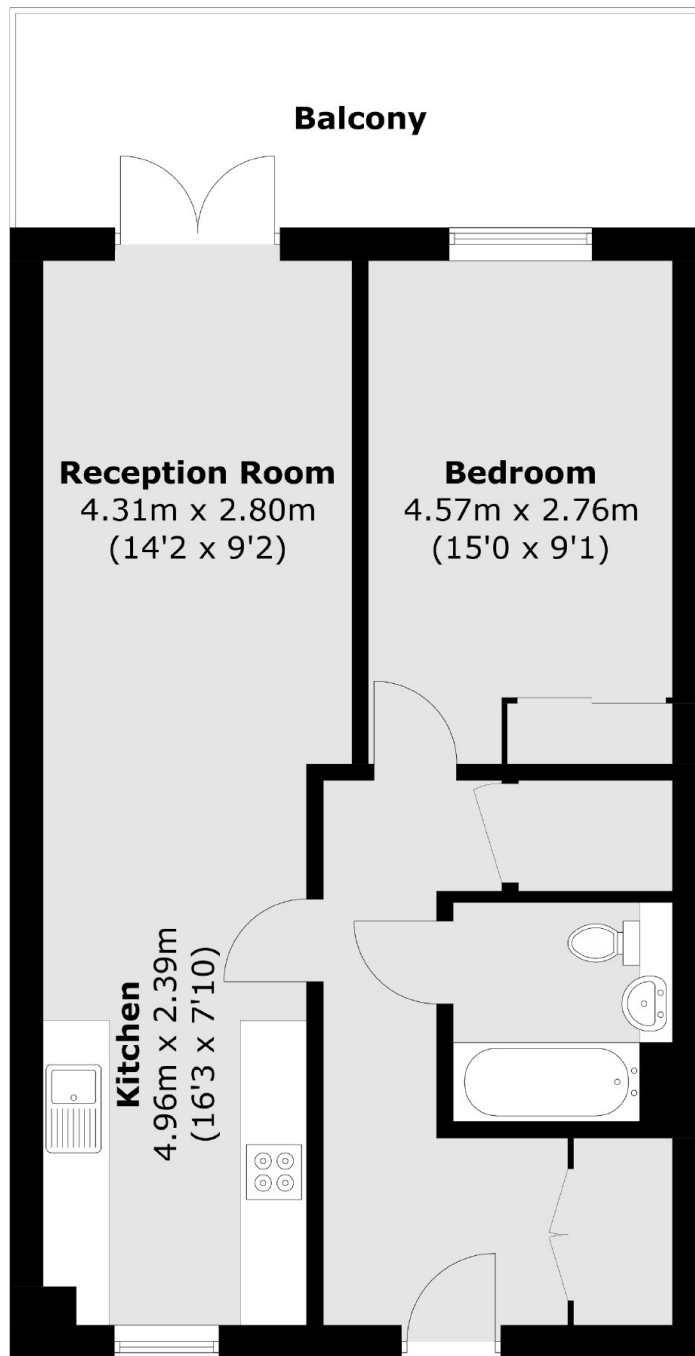 Balcony
Reception Room
4.31m x 2.80m
(14'2 x 9'2)
Bedroom
4.57m x 2.76m
(15'0 x 9'1)
Kitchen
4.96m x 2.39m
(16'3 x 7'10)